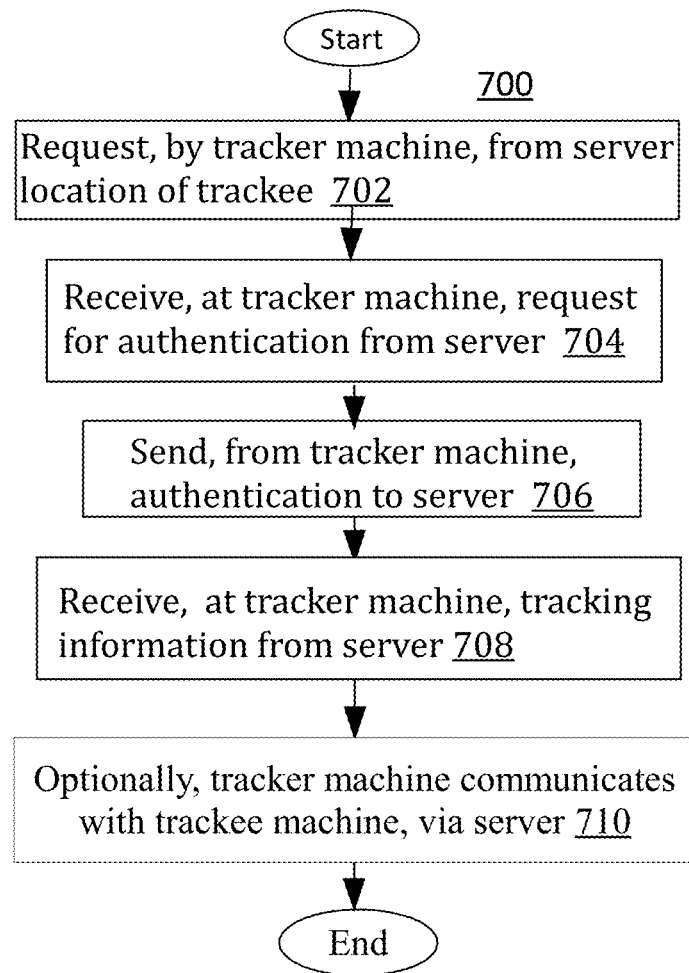 Start
700
Request, by tracker machine, from server
location of trackee 702
Receive, at tracker machine, request
for authentication from server 704
Send, from tracker machine,
authentication to server 706
Receive, at tracker machine, tracking
information from server 708
Optionally, tracker machine communicates
with trackee machine, via server 710
End